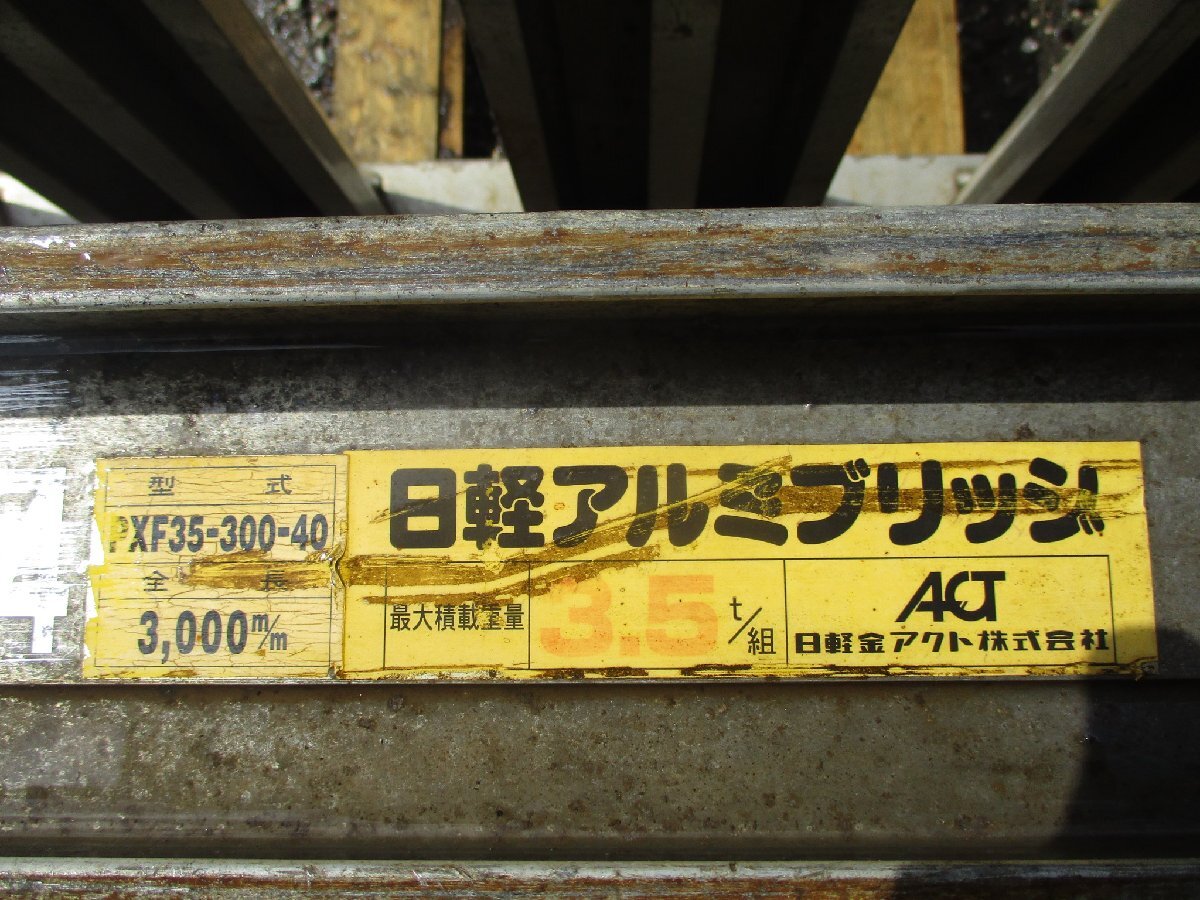 型式
PXF35-300-40
全長
3,000m/m
日軽アルミブリッジ
最大積載重量
3.5 t/組
ACT
日軽金アクト株式会社